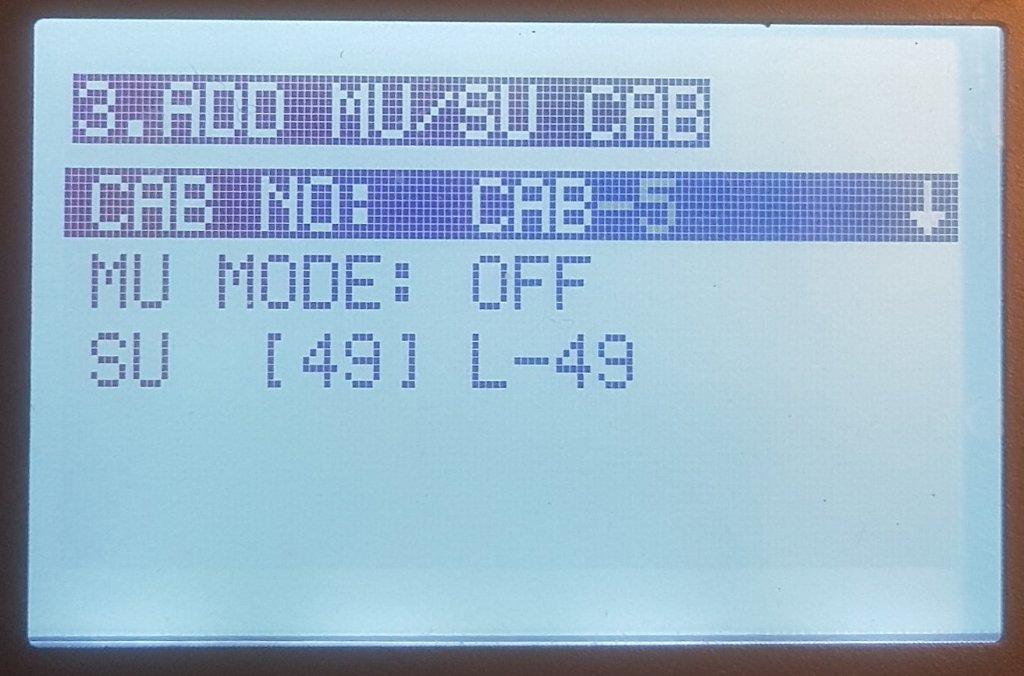 3.ADD MU/SU CAB
CAB NO: CAB-5 ↓
MU MODE: OFF
SU [49] L-49